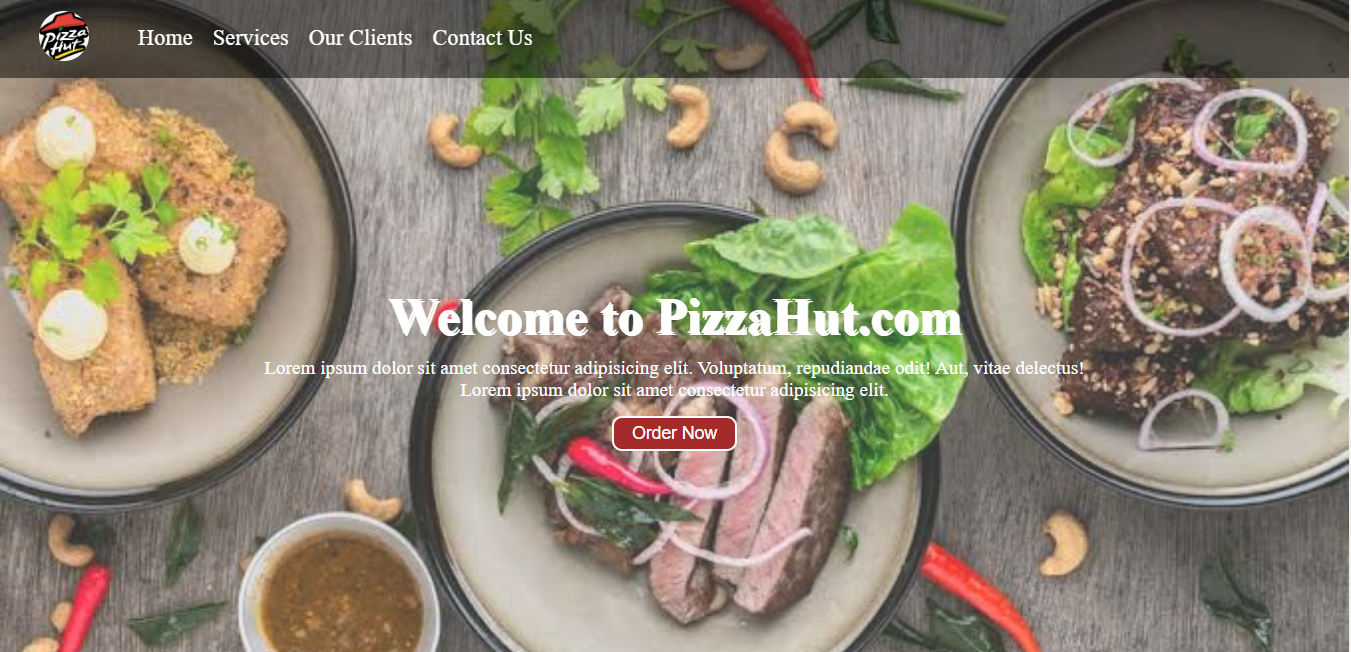 Pizza
Hut
Home Services Our Clients Contact Us
Welcome to PizzaHut.com
Lorem ipsum dolor sit amet consectetur adipisicing elit. Voluptatum, repudiandae odit! Aut, vitae delectus!
Lorem ipsum dolor sit amet consectetur adipisicing elit.
Order Now